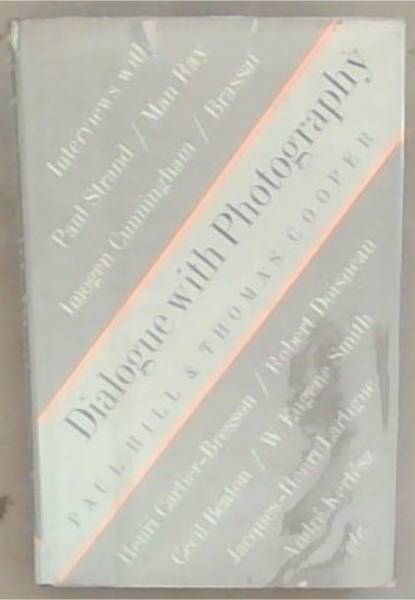 Interviews with
Paul Strand / Man Ray
Imogen Cunningham / Brassai
Dialogue with Photography
PAUL HILL & THOMAS COOPER
Henri Cartier-Bresson / Robert Doisneau
Cecil Beaton / W. Eugene Smith
Jacques-Henri Lartigue
André Kertész
etc